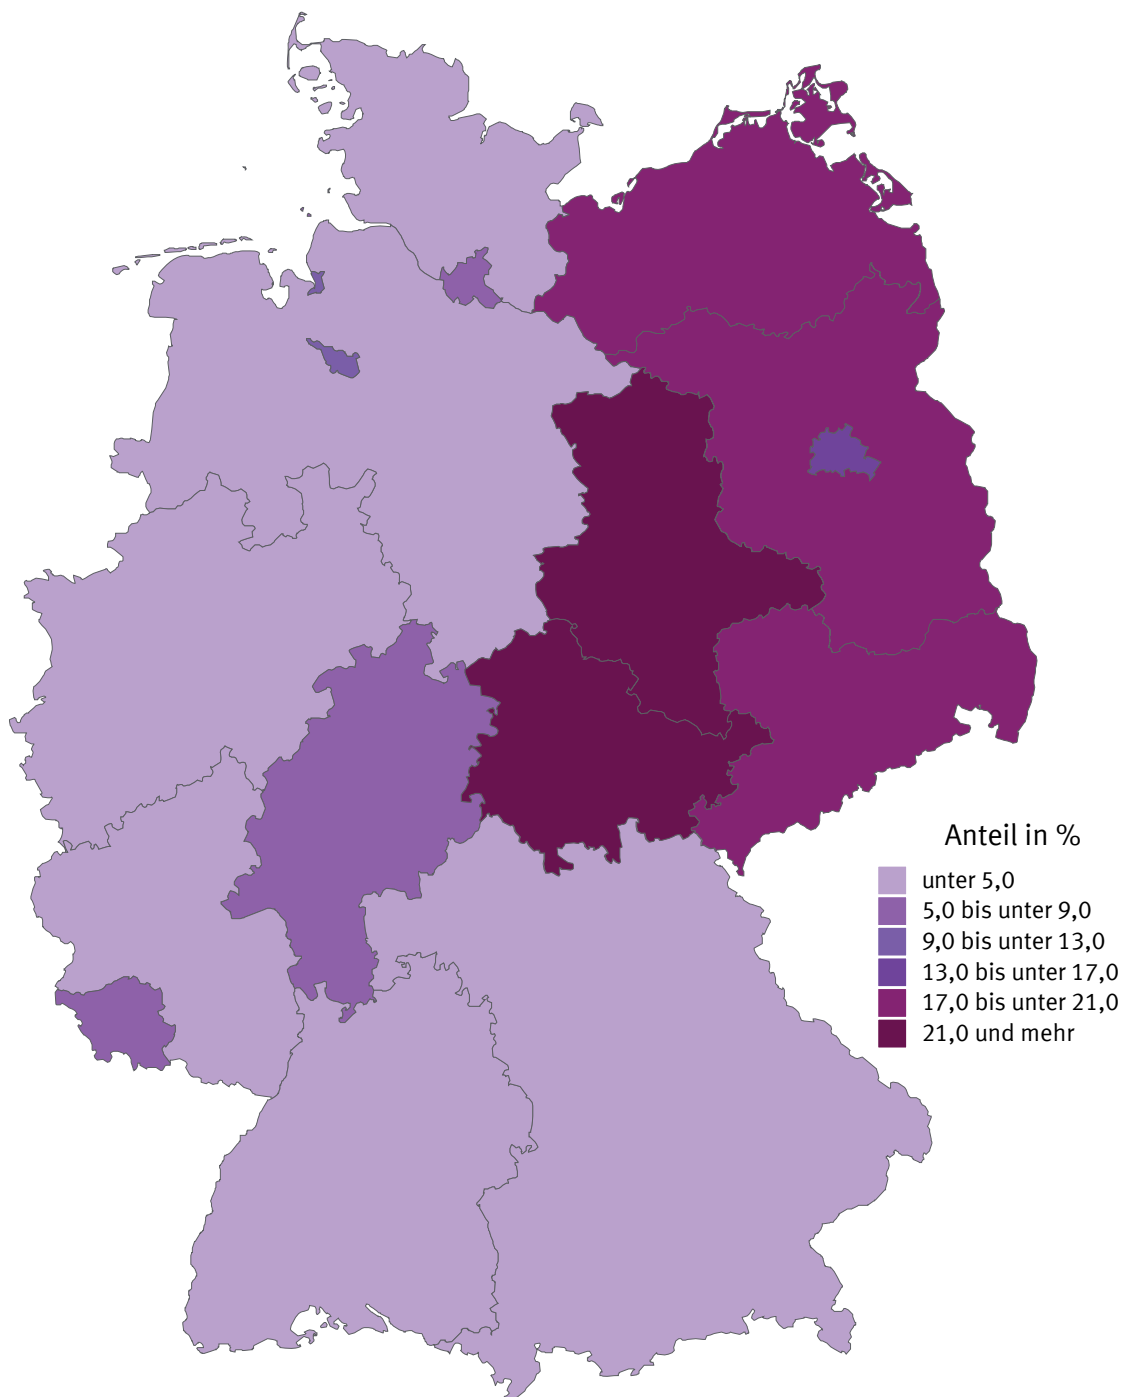 Anteil in %
unter 5,0
5,0 bis unter 9,0
9,0 bis unter 13,0
13,0 bis unter 17,0
17,0 bis unter 21,0
21,0 und mehr